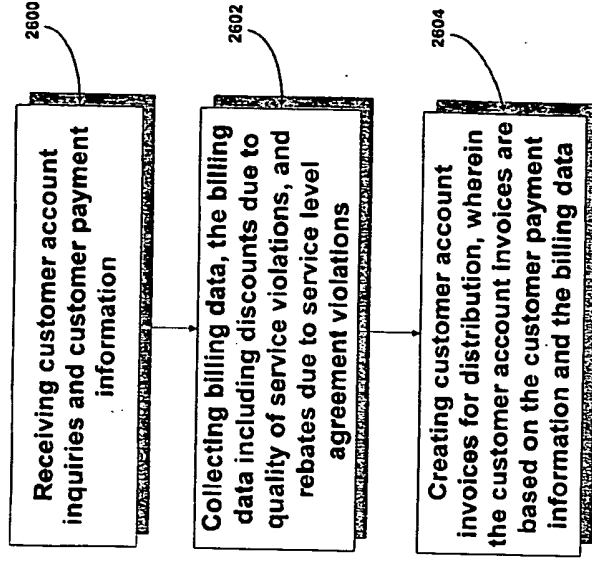 Receiving customer account
inquiries and customer payment
information
2600
Collecting billing data, the billing
data including discounts due to
quality of service violations, and
rebates due to service level
agreement violations
2602
Creating customer account
invoices for distribution, wherein
the customer account invoices are
based on the customer payment
information and the billing data
2604